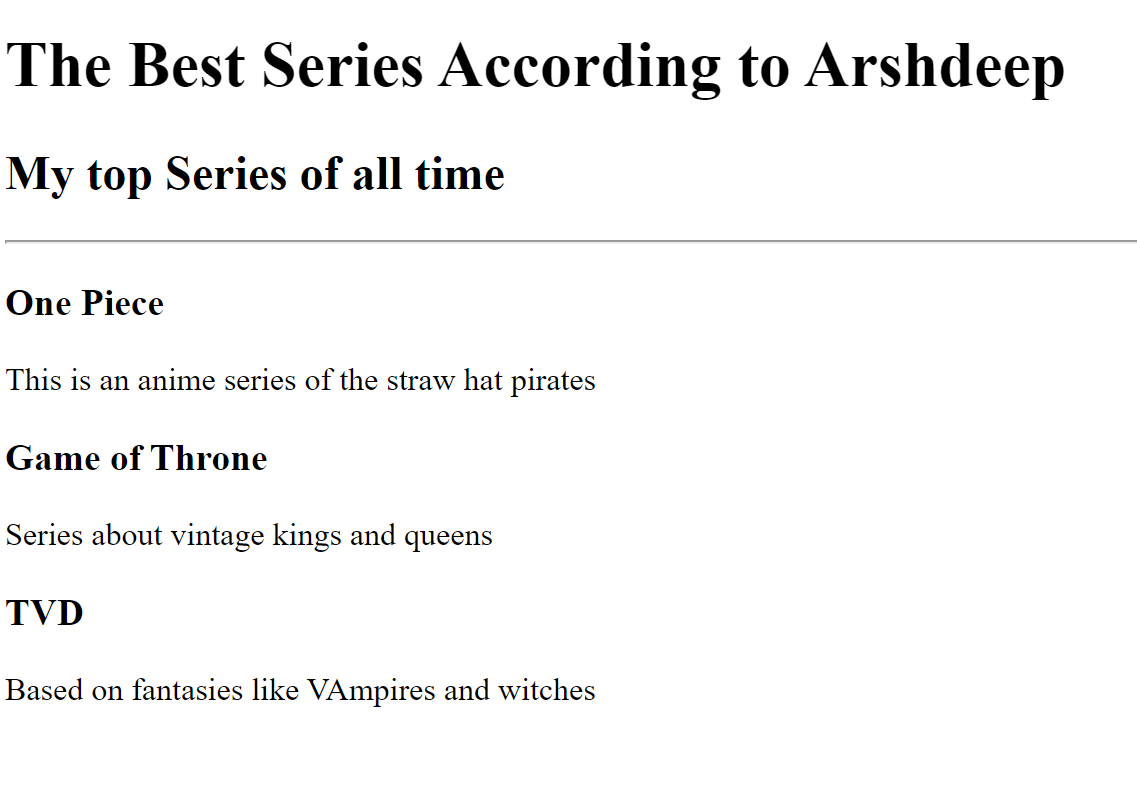 The Best Series According to Arshdeep
My top Series of all time
One Piece
This is an anime series of the straw hat pirates
Game of Throne
Series about vintage kings and queens
TVD
Based on fantasies like VAmpires and witches